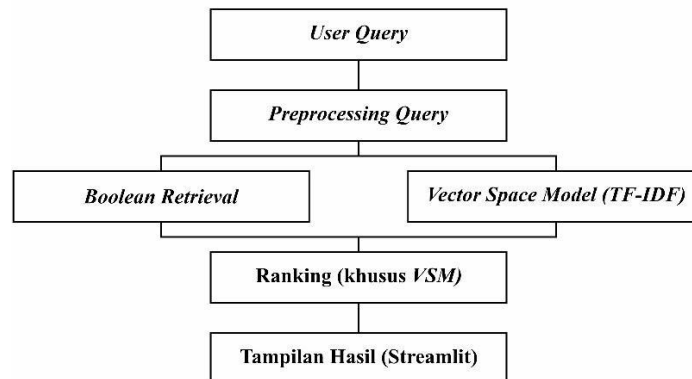 User Query
Preprocessing Query
Boolean Retrieval
Vector Space Model (TF-IDF)
Ranking (khusus VSM)
Tampilan Hasil (Streamlit)